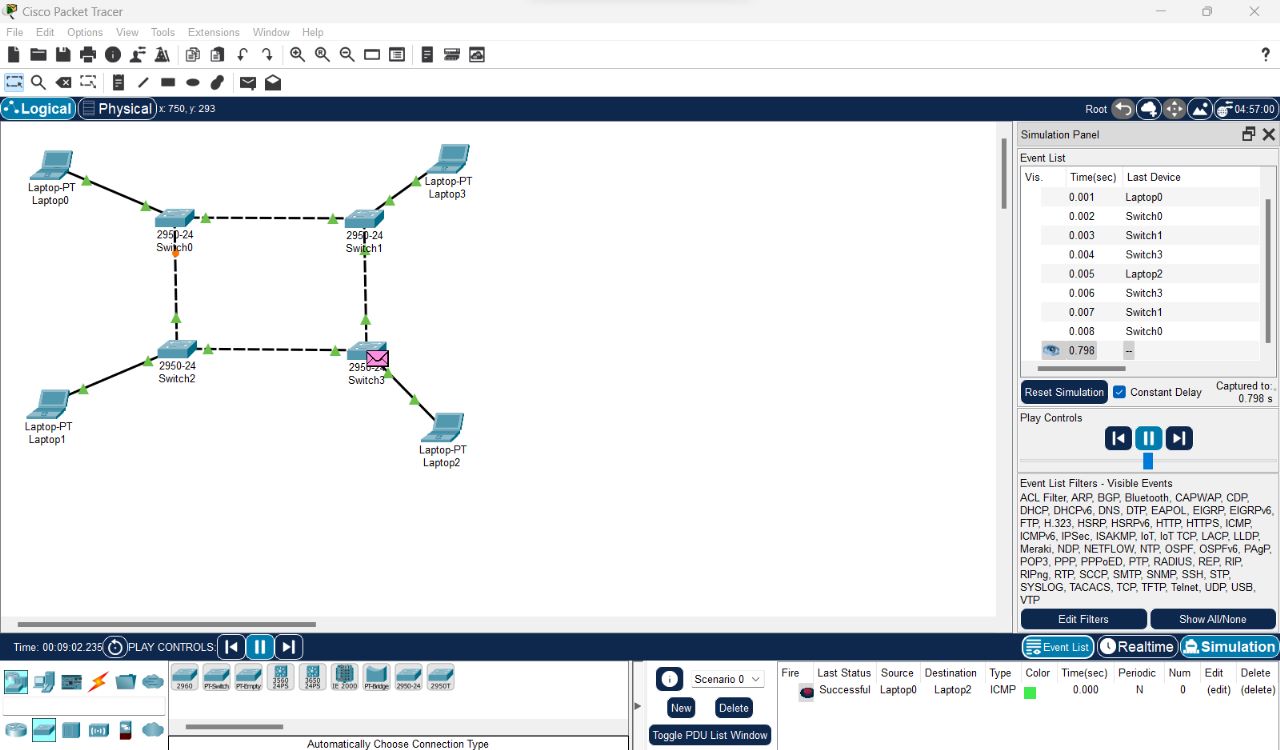 Cisco Packet Tracer
File Edit Options View Tools Extensions Window Help
?
Logical Physical x: 750, y: 293 Root 04:57:00
Laptop-PT
Laptop0
Laptop-PT
Laptop3
2950-24
Switch0
2950-24
Switch1
2950-24
Switch2
2950-24
Switch3
Laptop-PT
Laptop1
Laptop-PT
Laptop2
Simulation Panel
Event List
Vis. Time(sec) Last Device
0.001 Laptop0
0.002 Switch0
0.003 Switch1
0.004 Switch3
0.005 Laptop2
0.006 Switch3
0.007 Switch1
0.008 Switch0
0.798 --
Reset Simulation Constant Delay Captured to:
0.798 s
Play Controls
Event List Filters - Visible Events
ACL Filter, ARP, BGP, Bluetooth, CAPWAP, CDP,
DHCP, DHCPv6, DNS, DTP, EAPOL, EIGRP, EIGRPv6,
FTP, H.323, HSRP, HSRPv6, HTTP, HTTPS, ICMP,
ICMPv6, IPSec, ISAKMP, IoT, IoT TCP, LACP, LLDP,
Meraki, NDP, NETFLOW, NTP, OSPF, OSPFv6, PAgP,
POP3, PPP, PPPoED, PTP, RADIUS, REP, RIP,
RIPng, RTP, SCCP, SMTP, SNMP, SSH, STP,
SYSLOG, TACACS, TCP, TFTP, Telnet, UDP, USB,
VTP
Edit Filters Show All/None
Time: 00:09:02.235 PLAY CONTROLS: Event List Realtime Simulation
2960 PT-Switch PT-Empty 3560 24PS 3650 24PS IE 2000 PT-Bridge 2950-24 2950T
Automatically Choose Connection Type
Scenario 0
New Delete
Toggle PDU List Window
Fire Last Status Source Destination Type Color Time(sec) Periodic Num Edit Delete
Successful Laptop0 Laptop2 ICMP 0.000 N 0 (edit) (delete)